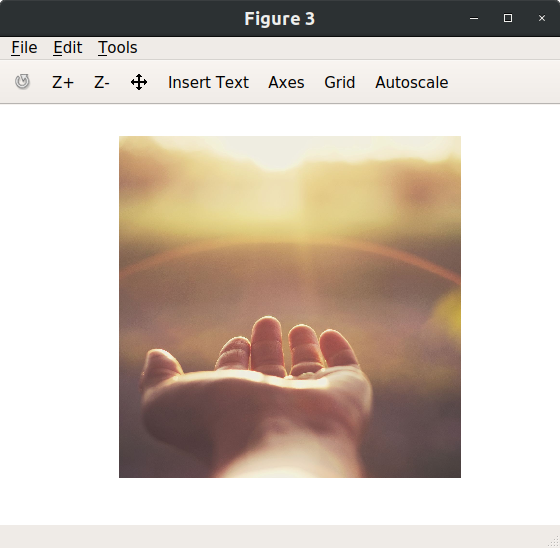 Figure 3
File Edit Tools
Z+ Z- Insert Text Axes Grid Autoscale